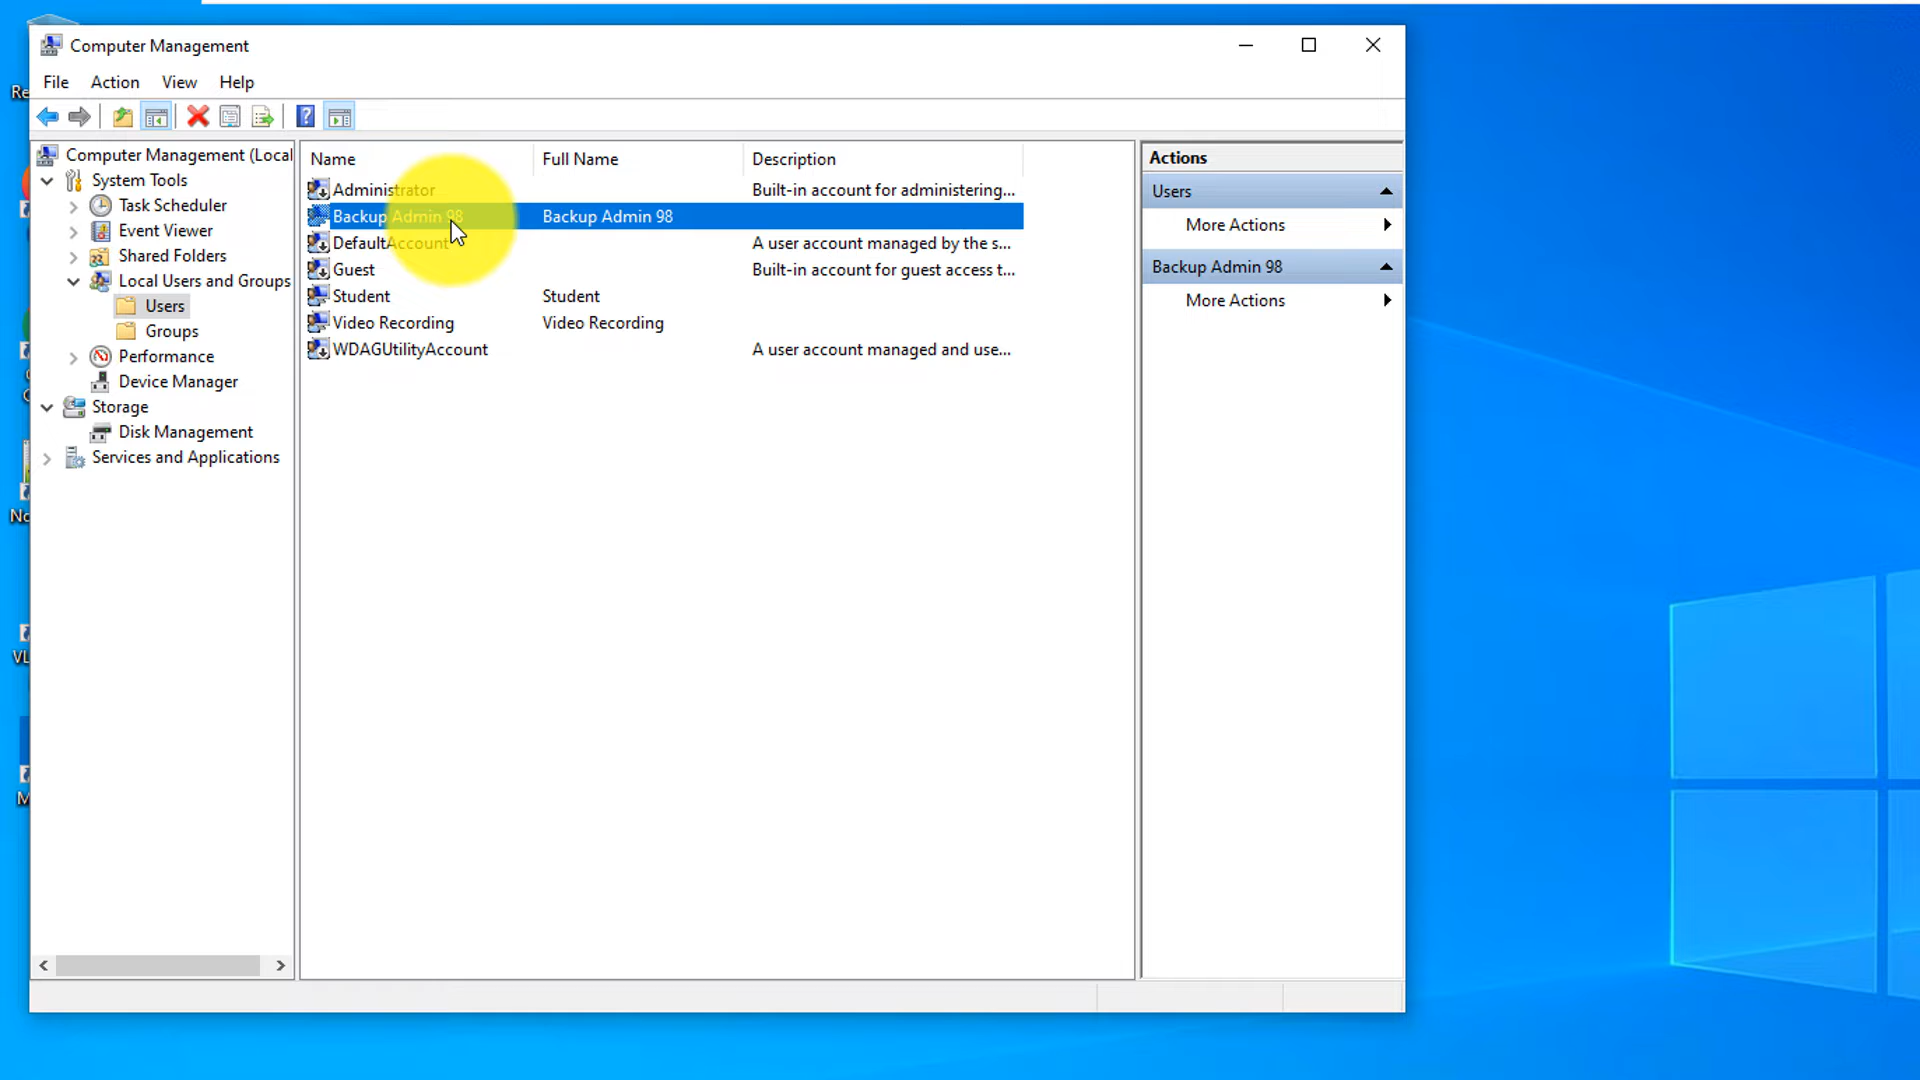 Computer Management
File Action View Help
Computer Management (Local
System Tools
Task Scheduler
Event Viewer
Shared Folders
Local Users and Groups
Users
Groups
Performance
Device Manager
Storage
Disk Management
Services and Applications
Name Full Name Description
Administrator Built-in account for administering...
Backup Admin 98 Backup Admin 98
DefaultAccount A user account managed by the s...
Guest Built-in account for guest access t...
Student Student
Video Recording Video Recording
WDAGUtilityAccount A user account managed and use...
Actions
Users
More Actions
Backup Admin 98
More Actions
Re
No
VL
M